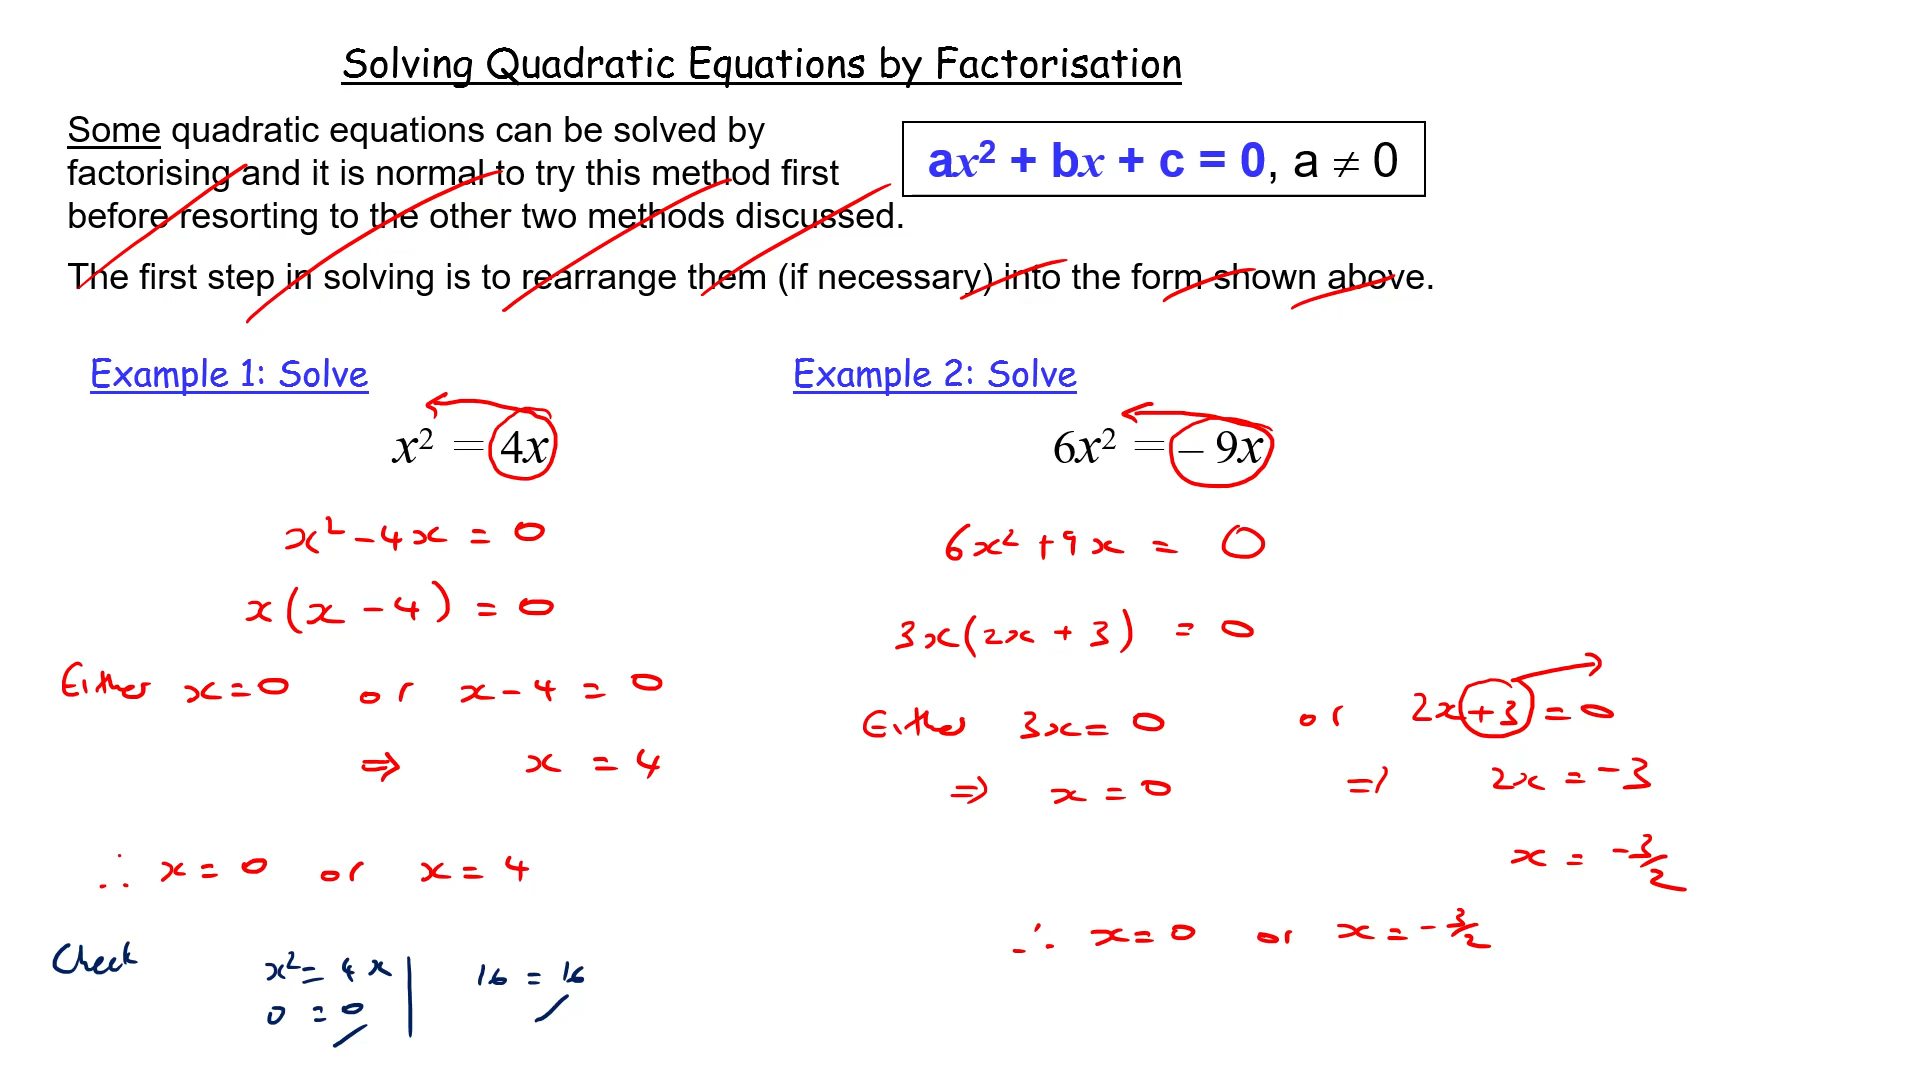 Solving Quadratic Equations by Factorisation
Some quadratic equations can be solved by
factorising and it is normal to try this method first
before resorting to the other two methods discussed.
ax² + bx + c = 0, a ≠ 0
The first step in solving is to rearrange them (if necessary) into the form shown above.
Example 1: Solve
x² = 4x
x² - 4x = 0
x(x - 4) = 0
Either x = 0 or x - 4 = 0
⇒ x = 4
∴ x = 0 or x = 4
Check x² = 4x | 16 = 16
0 = 0
Example 2: Solve
6x² = – 9x
6x² + 9x = 0
3x(2x + 3) = 0
Either 3x = 0 or 2x + 3 = 0
⇒ x = 0 ⇒ 2x = -3
x = -3/2
∴ x = 0 or x = -3/2